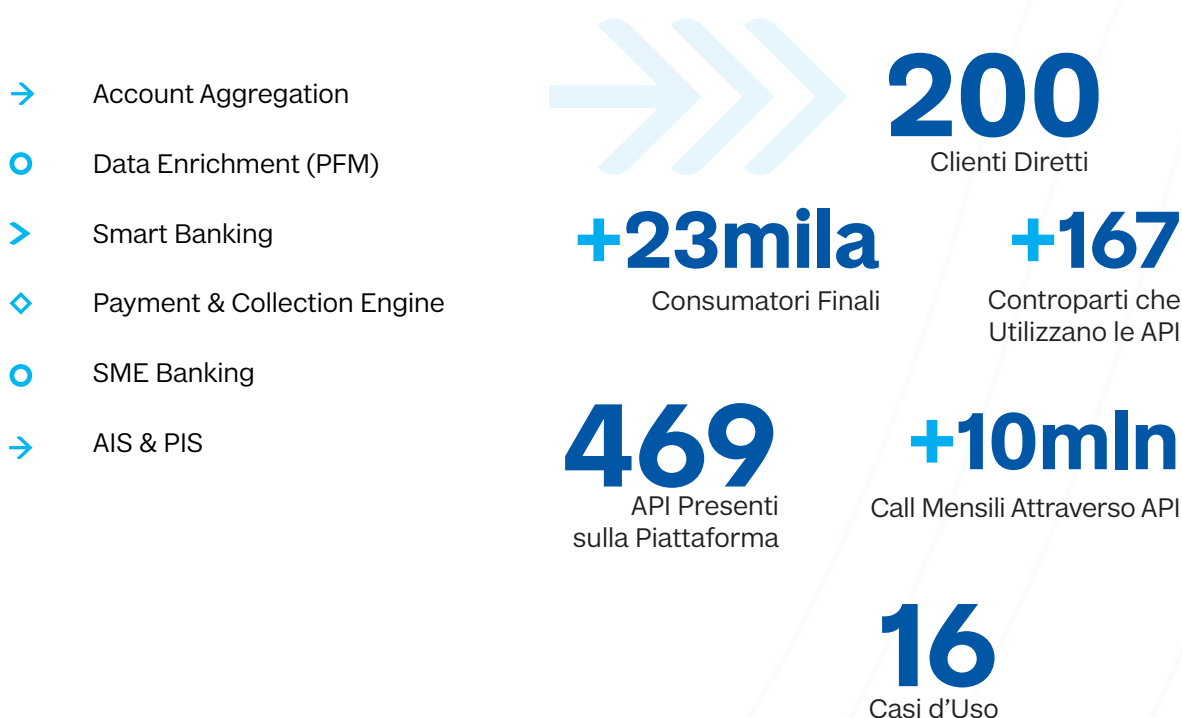 Account Aggregation
Data Enrichment (PFM)
Smart Banking
Payment & Collection Engine
SME Banking
AIS & PIS
200
Clienti Diretti
+23mila
Consumatori Finali
+167
Controparti che
Utilizzano le API
469
API Presenti
sulla Piattaforma
+10mln
Call Mensili Attraverso API
16
Casi d’Uso